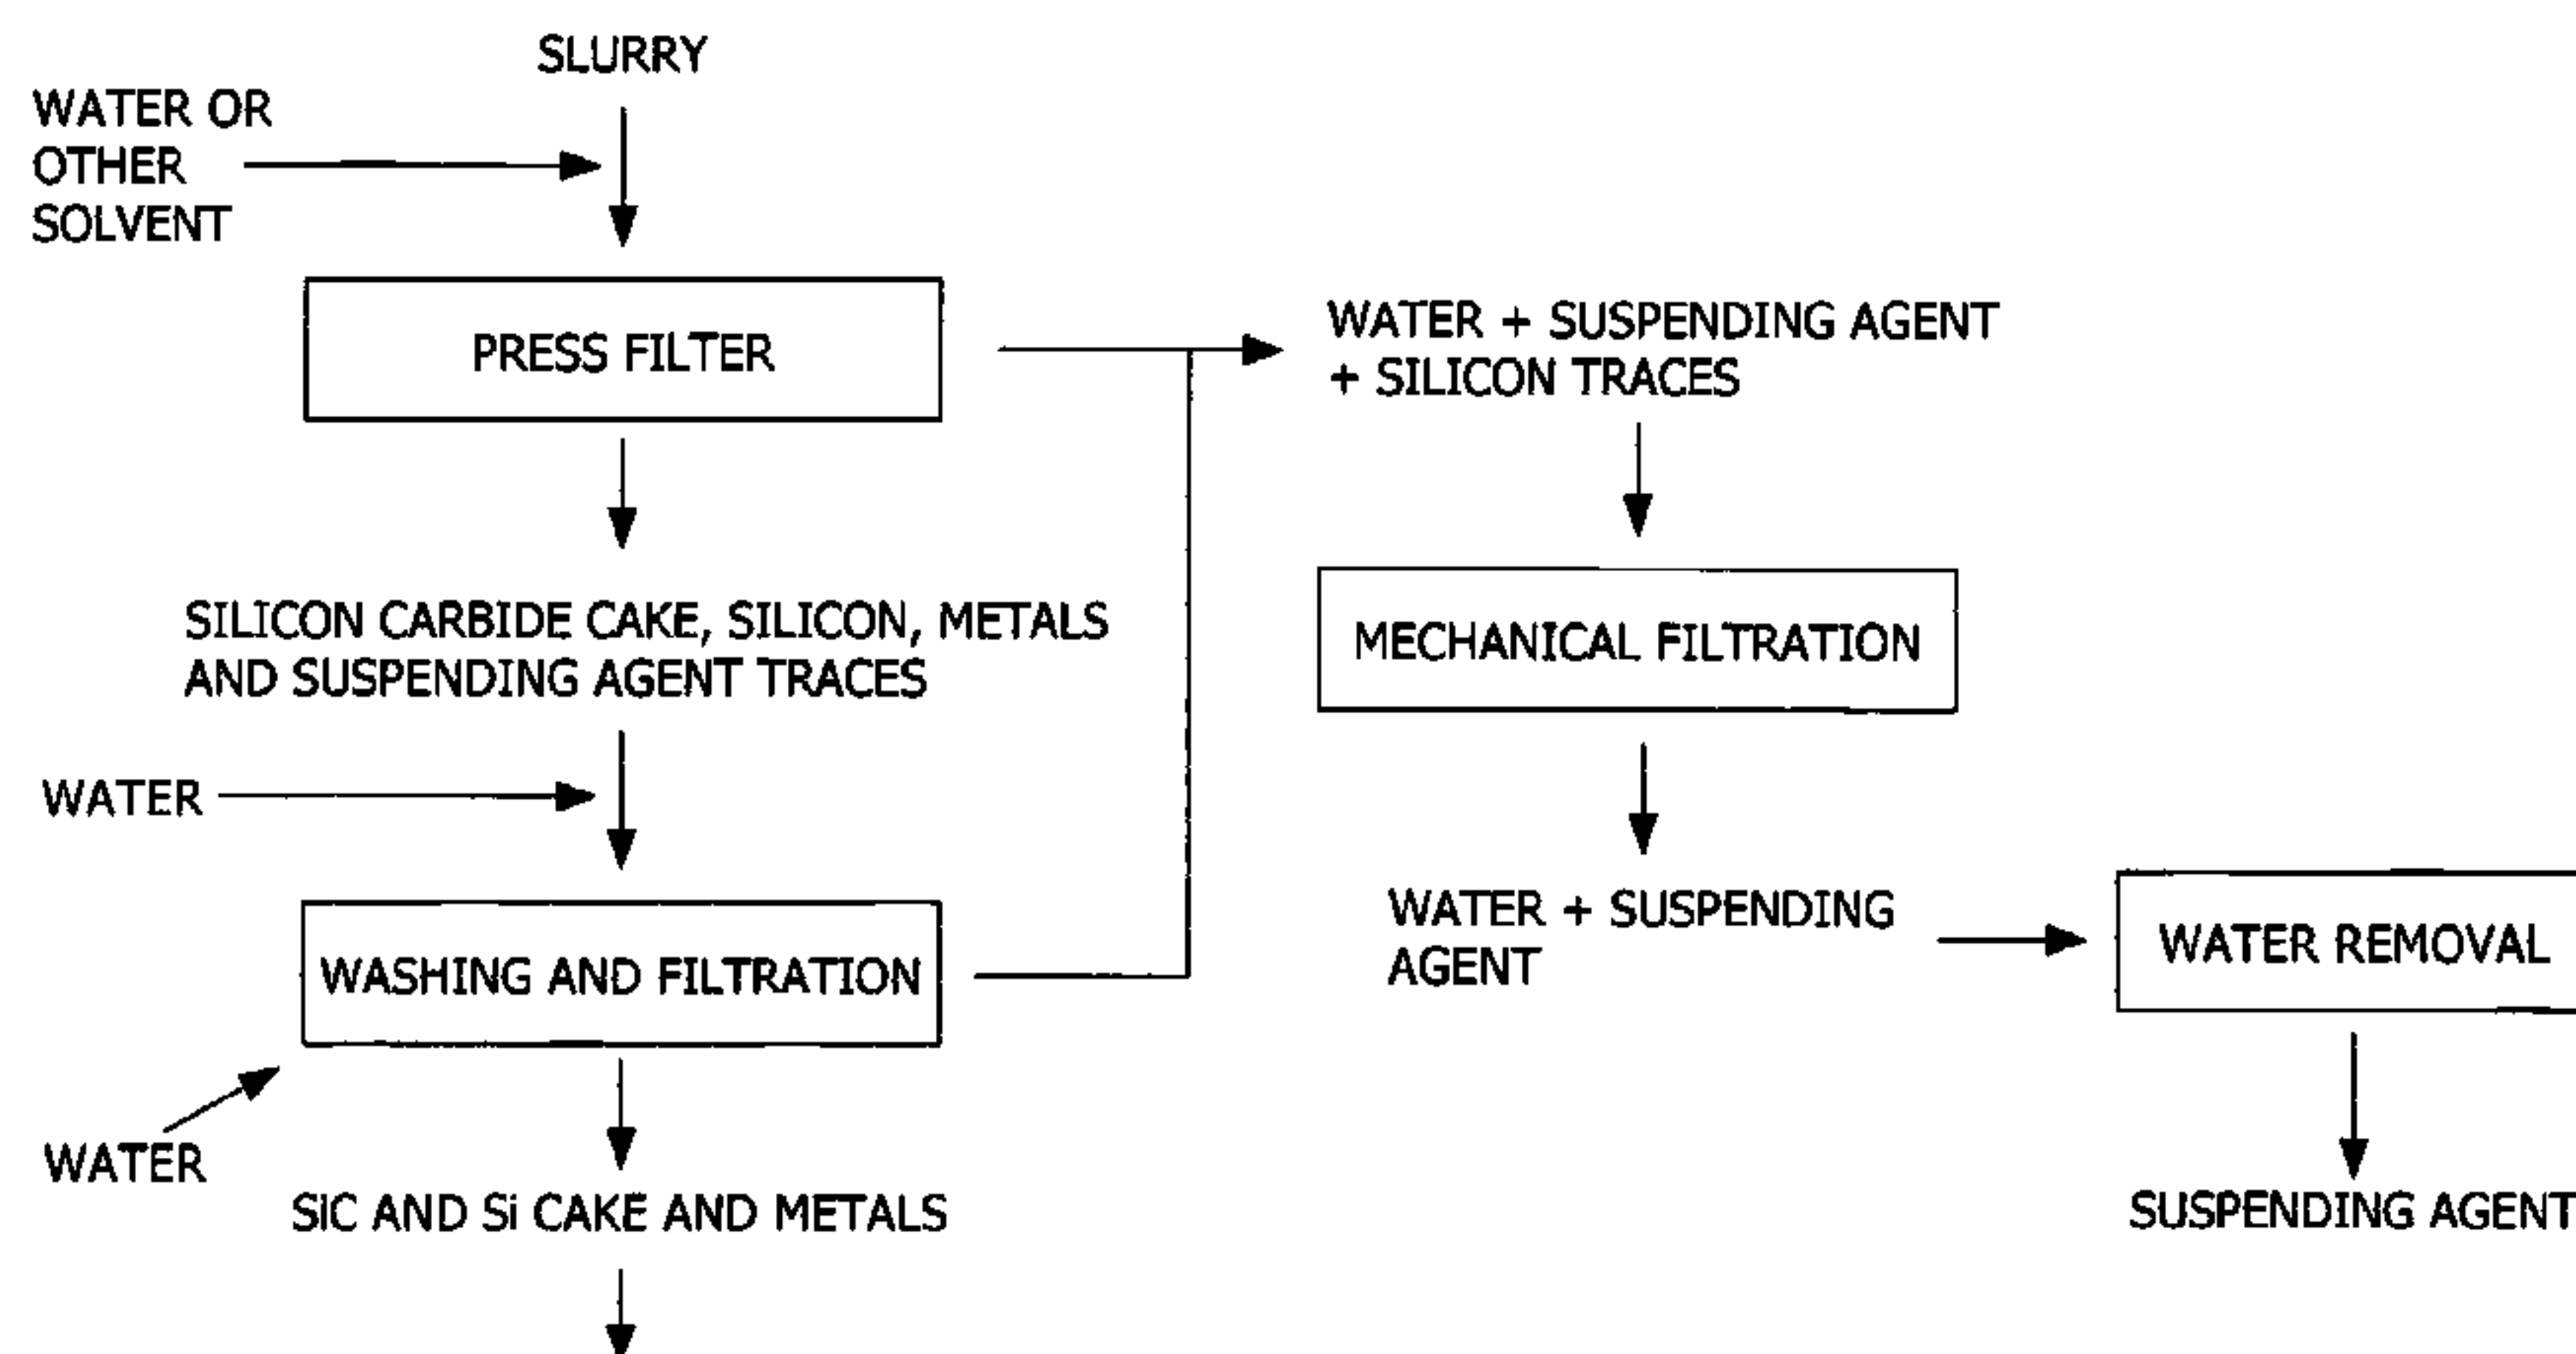 SLURRY
WATER OR
OTHER
SOLVENT
PRESS FILTER
WATER + SUSPENDING AGENT
+ SILICON TRACES
SILICON CARBIDE CAKE, SILICON, METALS
AND SUSPENDING AGENT TRACES
MECHANICAL FILTRATION
WATER
WATER + SUSPENDING
AGENT
WATER REMOVAL
WASHING AND FILTRATION
WATER
SiC AND Si CAKE AND METALS
SUSPENDING AGENT